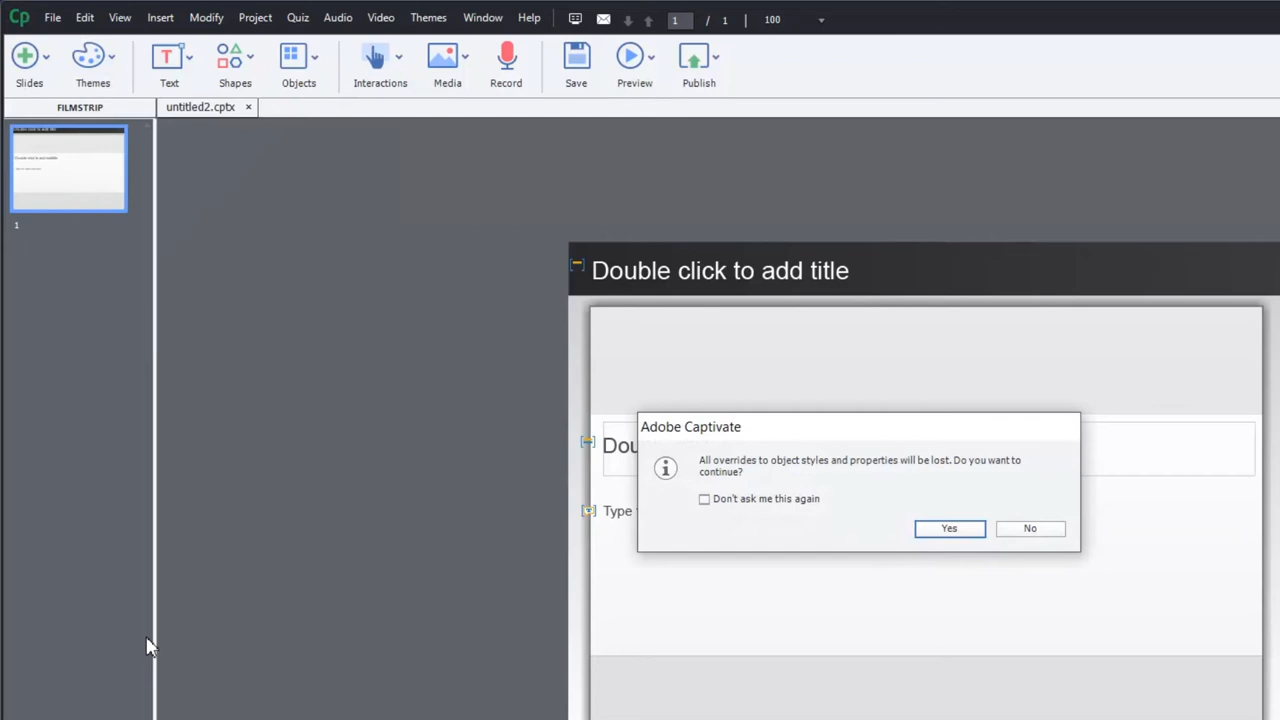 Cp File Edit View Insert Modify Project Quiz Audio Video Themes Window Help 1 / 1 100
Slides Themes Text Shapes Objects Interactions Media Record Save Preview Publish
FILMSTRIP untitled2.cptx ×
1
Double click to add title
Adobe Captivate
All overrides to object styles and properties will be lost. Do you want to
continue?
Don't ask me this again
Yes No
Type